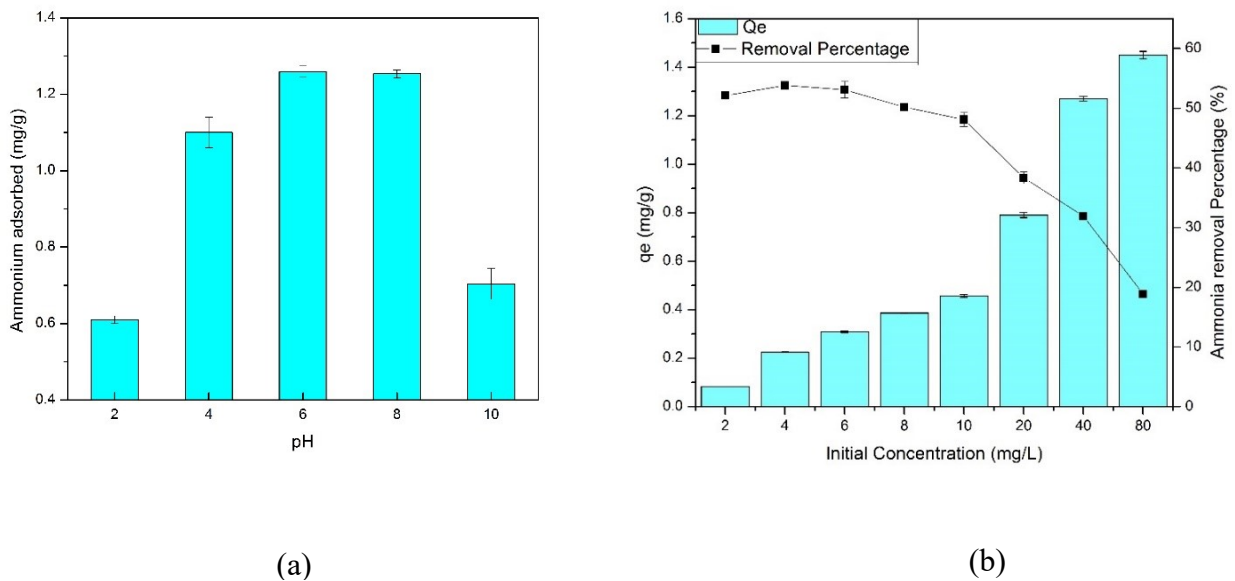 1.4
1.2
1.0
0.8
0.6
0.4
Ammonium adsorbed (mg/g)
2 4 6 8 10
pH
(a)
Qe
Removal Percentage
1.6
1.4
1.2
1.0
0.8
0.6
0.4
0.2
0.0
qe (mg/g)
60
50
40
30
20
10
0
Ammonia removal Percentage (%)
2 4 6 8 10 20 40 80
Initial Concentration (mg/L)
(b)